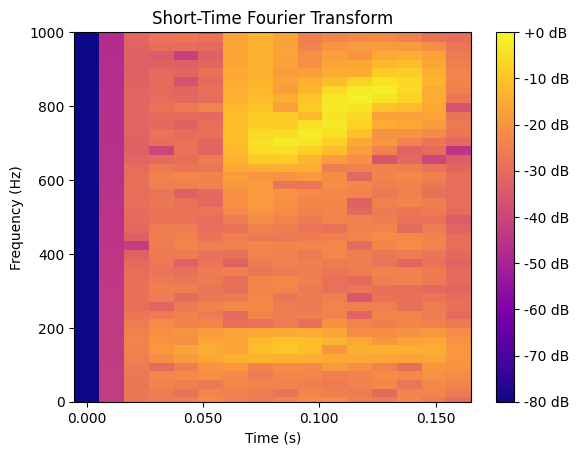 Short-Time Fourier Transform
1000
800
600
400
200
0
Frequency (Hz)
0.000
0.050
0.100
0.150
Time (s)
+0 dB
-10 dB
-20 dB
-30 dB
-40 dB
-50 dB
-60 dB
-70 dB
-80 dB